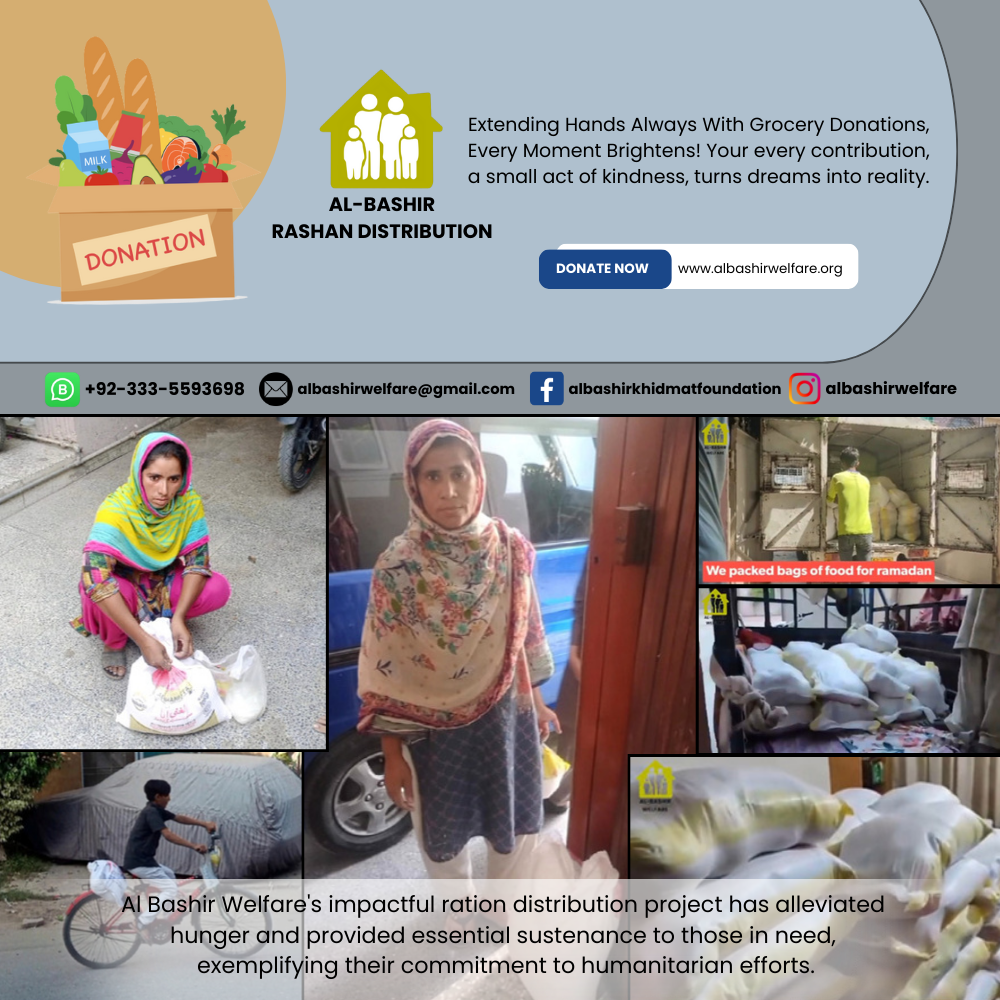 MILK
DONATION
AL-BASHIR
RASHAN DISTRIBUTION
Extending Hands Always With Grocery Donations,
Every Moment Brightens! Your every contribution,
a small act of kindness, turns dreams into reality.
DONATE NOW
www.albashirwelfare.org
+92-333-5593698
albashirwelfare@gmail.com
albashirkhidmatfoundation
albashirwelfare
We packed bags of food for ramadan
AL-BASHIR
WELFARE
Al Bashir Welfare's impactful ration distribution project has alleviated
hunger and provided essential sustenance to those in need,
exemplifying their commitment to humanitarian efforts.